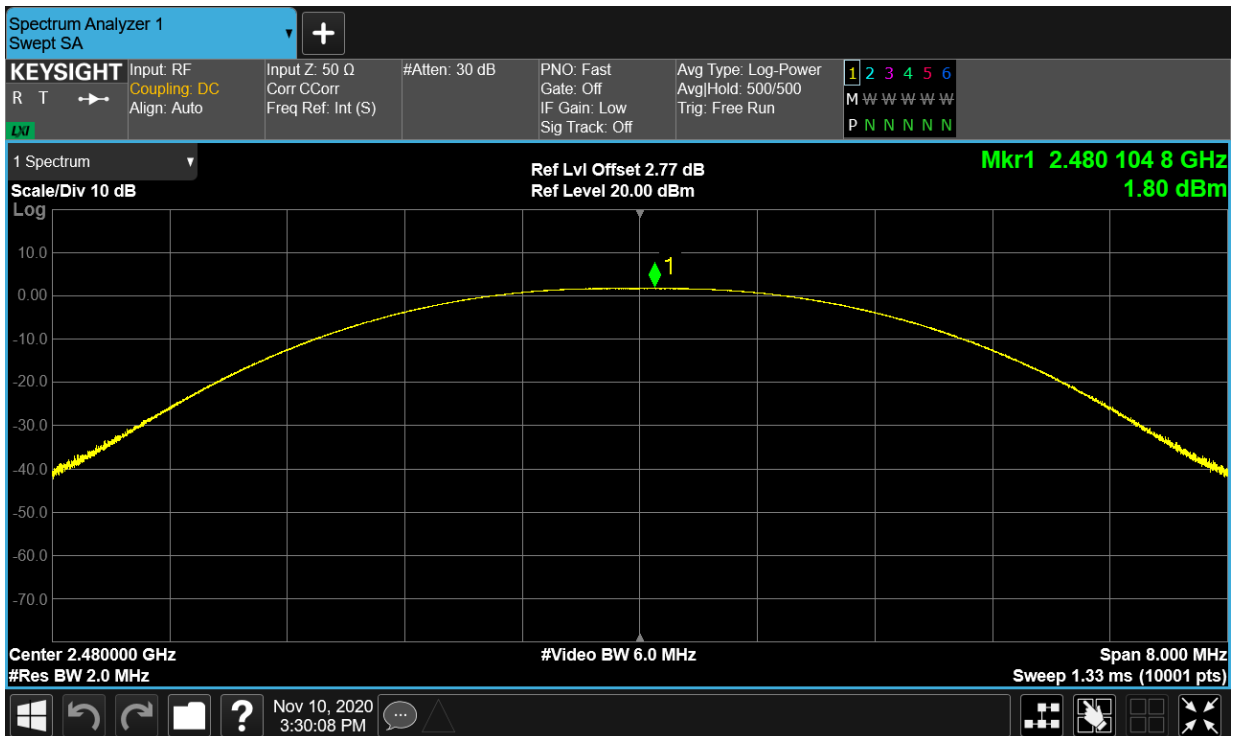 Spectrum Analyzer 1
Swept SA
KEYSIGHT
R T
LXI
Input: RF
Coupling: DC
Align: Auto
Input Z: 50 Ω
Corr CCorr
Freq Ref: Int (S)
#Atten: 30 dB
PNO: Fast
Gate: Off
IF Gain: Low
Sig Track: Off
Avg Type: Log-Power
Avg|Hold: 500/500
Trig: Free Run
1 2 3 4 5 6
M W W W W W
P N N N N N
1 Spectrum
Scale/Div 10 dB
Log
Ref Lvl Offset 2.77 dB
Ref Level 20.00 dBm
Mkr1 2.480 104 8 GHz
1.80 dBm
1
10.0
0.00
-10.0
-20.0
-30.0
-40.0
-50.0
-60.0
-70.0
Center 2.480000 GHz
#Res BW 2.0 MHz
#Video BW 6.0 MHz
Span 8.000 MHz
Sweep 1.33 ms (10001 pts)
?
Nov 10, 2020
3:30:08 PM